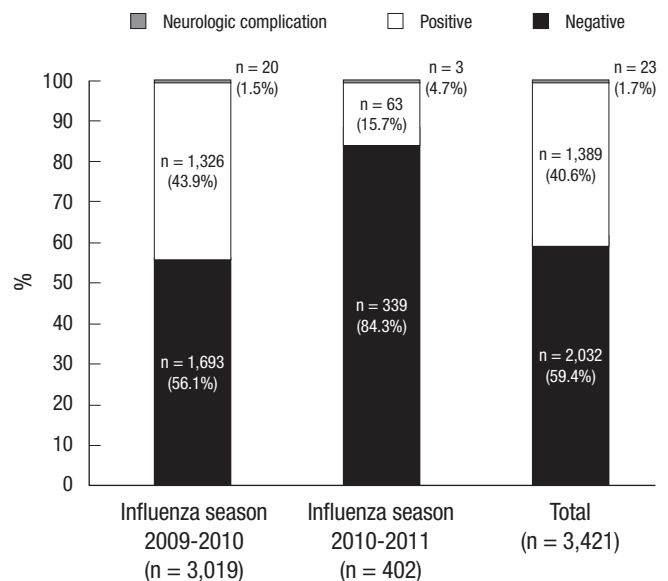 Neurologic complication Positive Negative
n = 20
(1.5%)
n = 3
(4.7%)
n = 23
(1.7%)
100
90
80
70
60
50
40
30
20
10
0
%
n = 1,326
(43.9%)
n = 1,693
(56.1%)
n = 63
(15.7%)
n = 339
(84.3%)
n = 1,389
(40.6%)
n = 2,032
(59.4%)
Influenza season
2009-2010
(n = 3,019)
Influenza season
2010-2011
(n = 402)
Total
(n = 3,421)